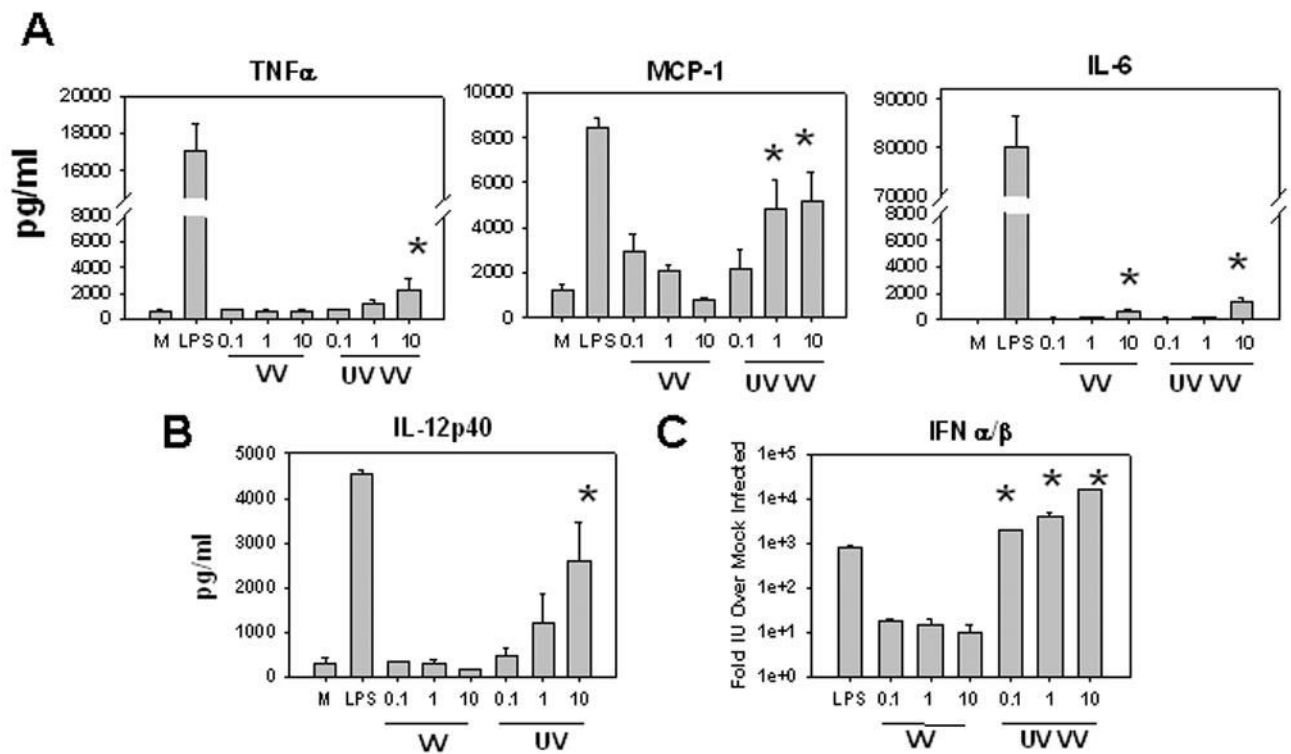 A
TNFα
MCP-1
IL-6
pg/ml
20000
18000
16000
8000
6000
4000
2000
0
10000
8000
6000
4000
2000
0
90000
80000
70000
8000
6000
4000
2000
0
*
* *
* *
M LPS 0.1 1 10 0.1 1 10
VV UV VV
M LPS 0.1 1 10 0.1 1 10
VV UV VV
M LPS 0.1 1 10 0.1 1 10
VV UV VV
B
IL-12p40
pg/ml
5000
4000
3000
2000
1000
0
*
M LPS 0.1 1 10 0.1 1 10
VV UV
C
IFN α/β
Fold IU Over Mock Infected
1e+5
1e+4
1e+3
1e+2
1e+1
1e+0
* * *
LPS 0.1 1 10 0.1 1 10
VV UV VV